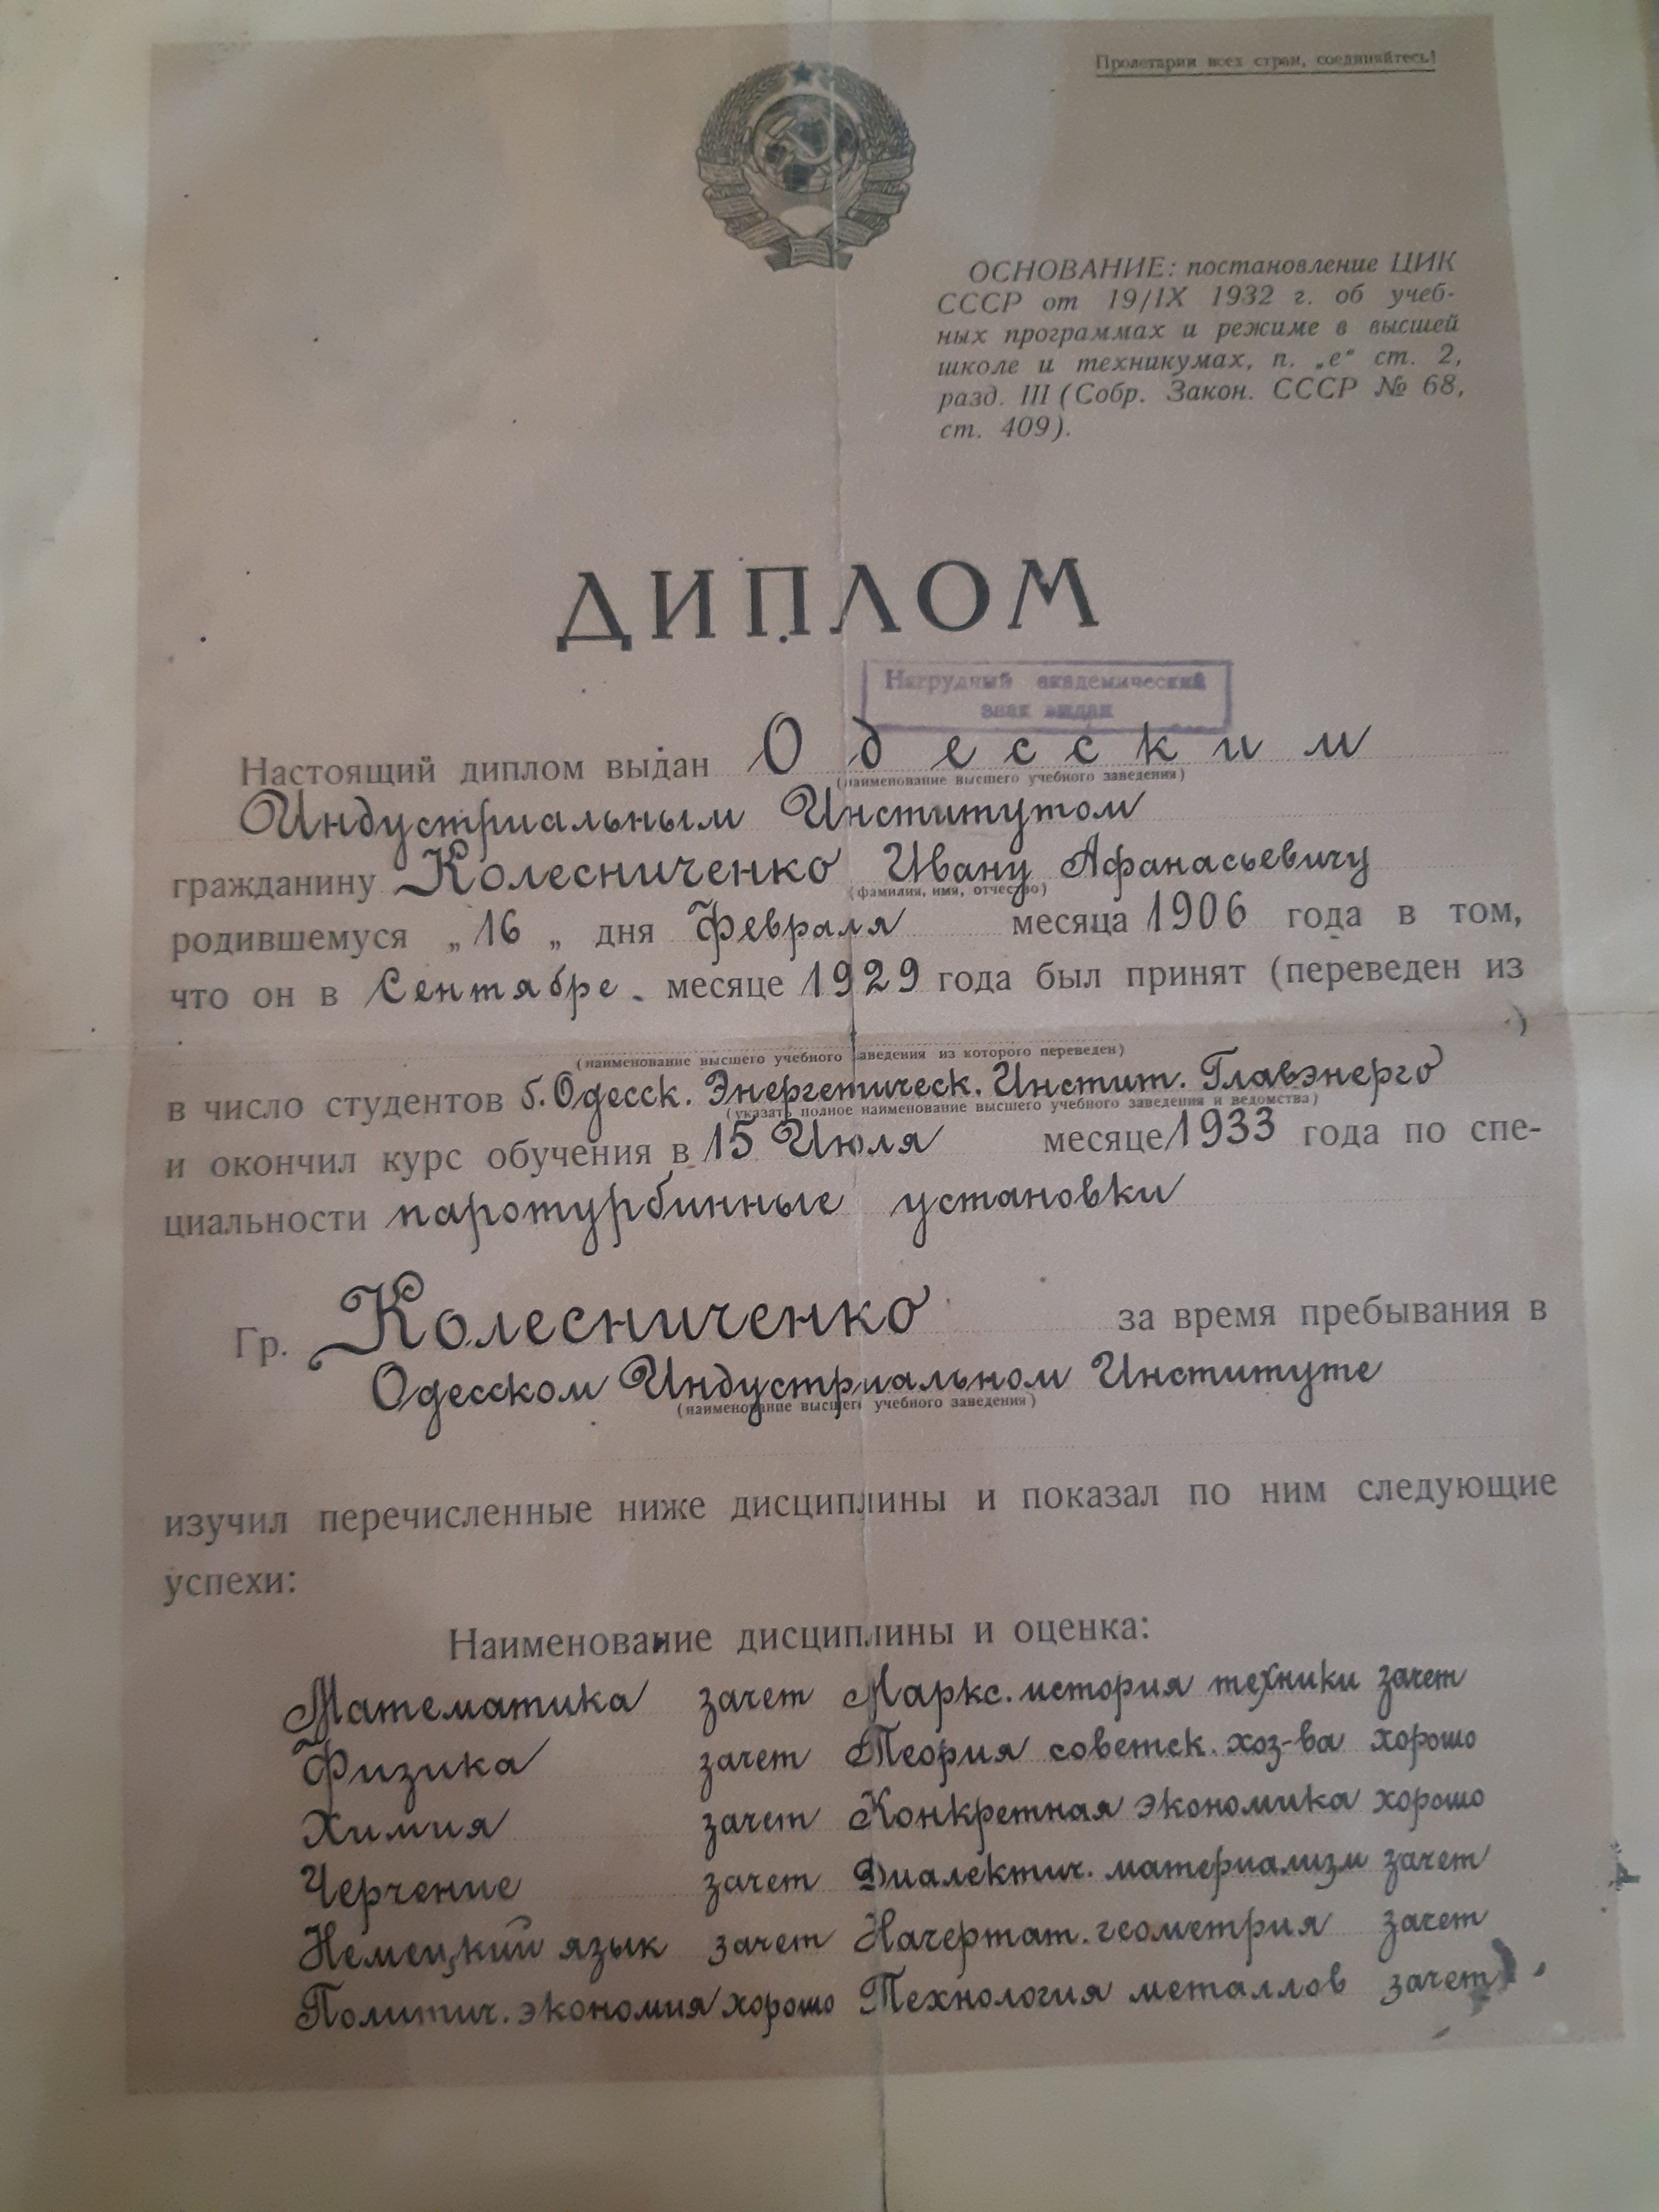 Пролетарии всех стран, соединяйтесь!
ОСНОВАНИЕ: постановление ЦИК
СССР от 19/IX 1932 г. об учеб-
ных программах и режиме в высшей
школе и техникумах, п. „е“ ст. 2,
разд. III (Собр. Закон. СССР № 68,
ст. 409).
ДИПЛОМ
Нагрудный академический
знак выдан
Настоящий диплом выдан Одесским
(наименование высшего учебного заведения)
Индустриальным Институтом
гражданину Колесниченко Ивану Афанасьевичу
(фамилия, имя, отчество)
родившемуся „16„ дня Февраля месяца 1906 года в том,
что он в Сентябре. месяце 1929 года был принят (переведен из
)
(наименование высшего учебного заведения из которого переведен)
в число студентов б. Одесск. Энергетическ. Инстит. Главэнерго
(указать полное наименование высшего учебного заведения и ведомства)
и окончил курс обучения в 15 Июля месяце 1933 года по спе-
циальности паротурбинные установки
Гр. Колесниченко за время пребывания в
Одесском Индустриальном Институте
(наименование высшего учебного заведения)
изучил перечисленные ниже дисциплины и показал по ним следующие
успехи:
Наименование дисциплины и оценка:
Математика зачет Маркс. история техники зачет
Физика зачет Теория советск. хоз-ва хорошо
Химия зачет Конкретная экономика хорошо
Черчение зачет Диалектич. материализм зачет
Немецкий язык зачет Начертат. геометрия зачет
Политич. экономия хорошо Технология металлов зачет